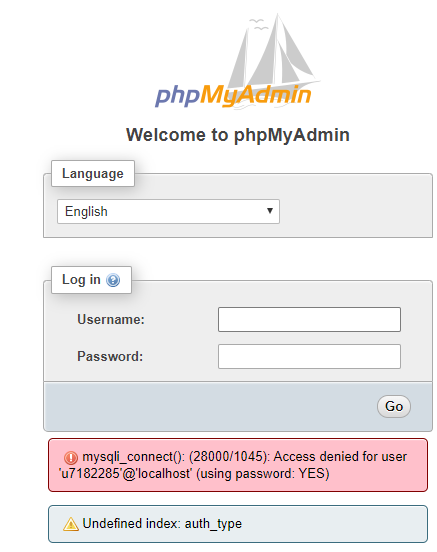 phpMyAdmin
Welcome to phpMyAdmin
Language
English
Log in
Username:
Password:
Go
mysqli_connect(): (28000/1045): Access denied for user
'u7182285'@'localhost' (using password: YES)
Undefined index: auth_type